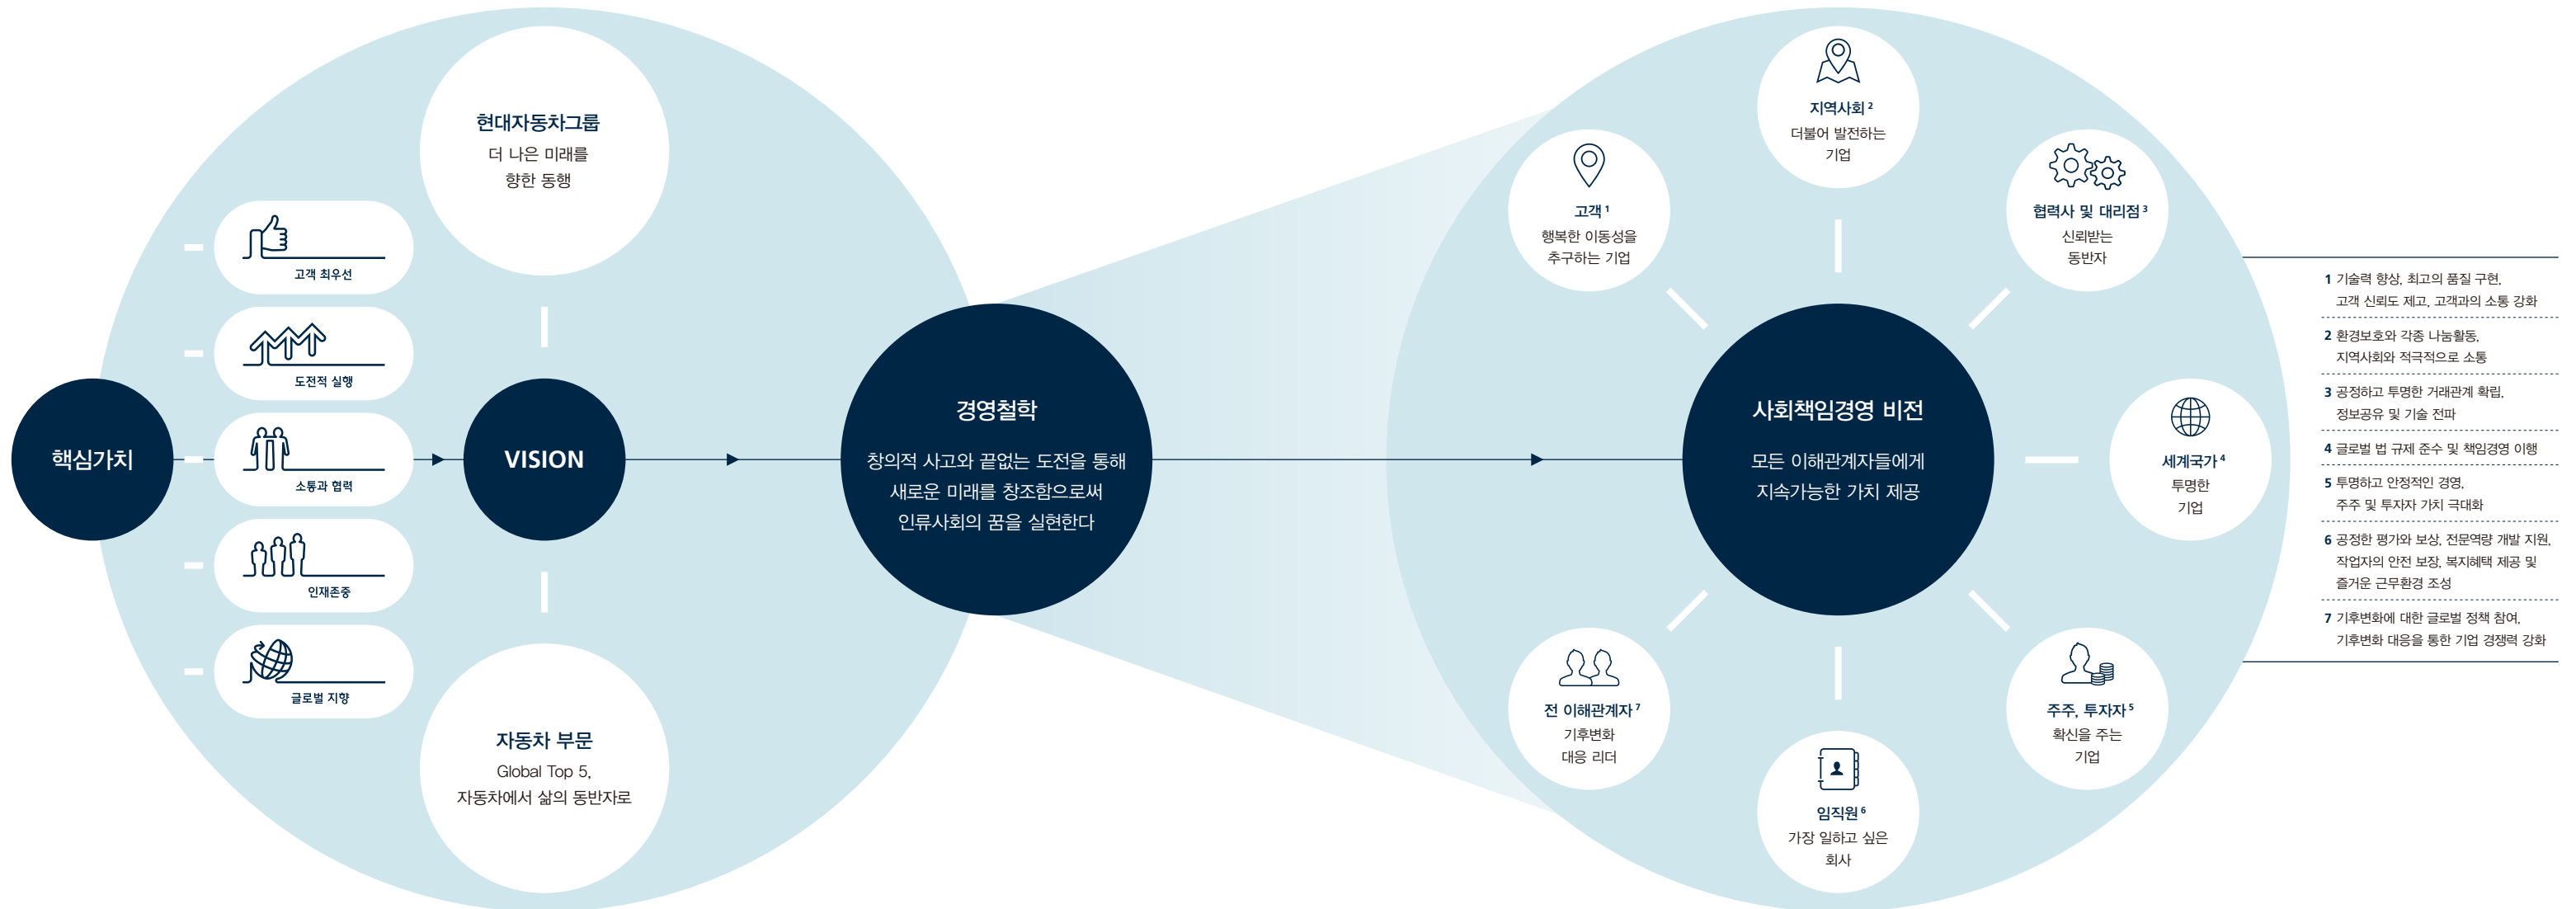 핵심가치
고객 최우선
도전적 실행
소통과 협력
인재존중
글로벌 지향
현대자동차그룹
더 나은 미래를
향한 동행
VISION
자동차 부문
Global Top 5,
자동차에서 삶의 동반자로
경영철학
창의적 사고와 끝없는 도전을 통해
새로운 미래를 창조함으로써
인류사회의 꿈을 실현한다
사회책임경영 비전
모든 이해관계자들에게
지속가능한 가치 제공
고객 1
행복한 이동성을
추구하는 기업
지역사회 2
더불어 발전하는
기업
협력사 및 대리점 3
신뢰받는
동반자
세계국가 4
투명한
기업
주주, 투자자 5
확신을 주는
기업
임직원 6
가장 일하고 싶은
회사
전 이해관계자 7
기후변화
대응 리더
1 기술력 향상, 최고의 품질 구현,
고객 신뢰도 제고, 고객과의 소통 강화
2 환경보호와 각종 나눔활동,
지역사회와 적극적으로 소통
3 공정하고 투명한 거래관계 확립,
정보공유 및 기술 전파
4 글로벌 법 규제 준수 및 책임경영 이행
5 투명하고 안정적인 경영,
주주 및 투자자 가치 극대화
6 공정한 평가와 보상, 전문역량 개발 지원,
작업자의 안전 보장, 복지혜택 제공 및
즐거운 근무환경 조성
7 기후변화에 대한 글로벌 정책 참여,
기후변화 대응을 통한 기업 경쟁력 강화